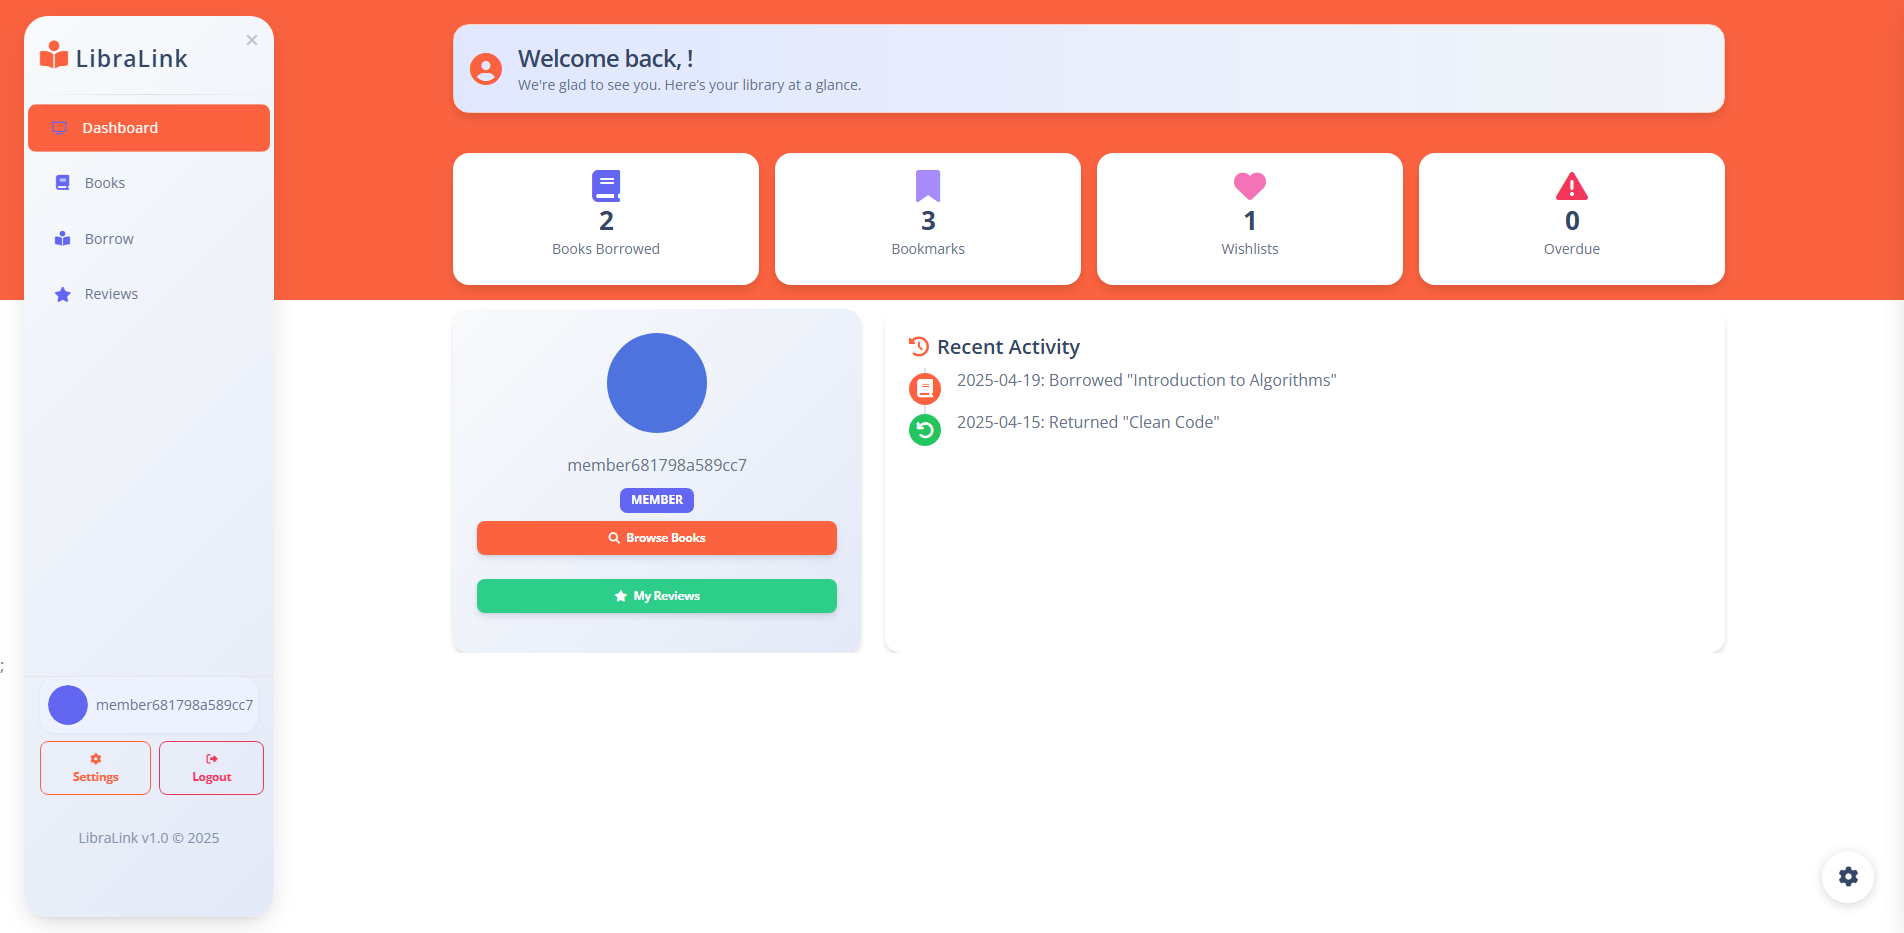 LibraLink
×
Dashboard
Books
Borrow
Reviews
;
member681798a589cc7
Settings
Logout
LibraLink v1.0 © 2025
Welcome back, !
We're glad to see you. Here’s your library at a glance.
2
Books Borrowed
3
Bookmarks
1
Wishlists
0
Overdue
member681798a589cc7
MEMBER
Browse Books
My Reviews
Recent Activity
2025-04-19: Borrowed "Introduction to Algorithms"
2025-04-15: Returned "Clean Code"